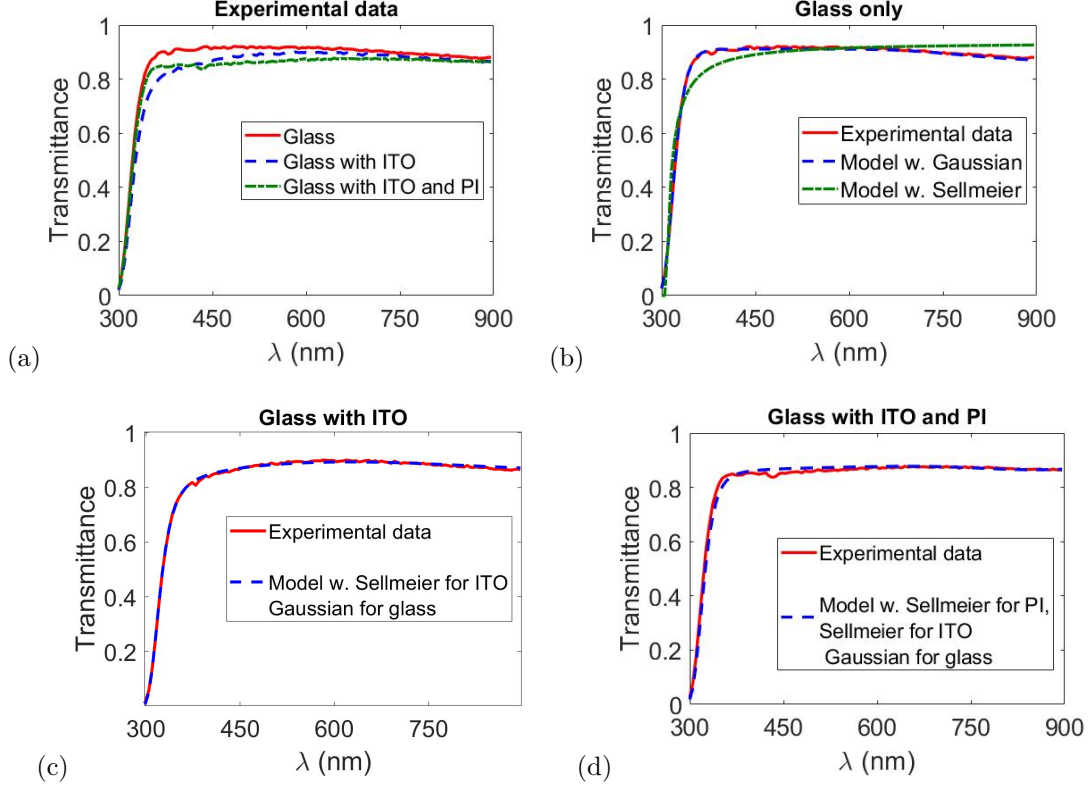 Experimental data
1
0.8
0.6
0.4
0.2
0
Transmittance
Glass
Glass with ITO
Glass with ITO and PI
300
450
600
750
900
λ (nm)
(a)
Glass only
1
0.8
0.6
0.4
0.2
0
Transmittance
Experimental data
Model w. Gaussian
Model w. Sellmeier
300
450
600
750
900
λ (nm)
(b)
Glass with ITO
1
0.8
0.6
0.4
0.2
Transmittance
Experimental data
Model w. Sellmeier for ITO
Gaussian for glass
300
450
600
750
λ (nm)
(c)
Glass with ITO and PI
1
0.8
0.6
0.4
0.2
0
Transmittance
Experimental data
Model w. Sellmeier for PI,
Sellmeier for ITO
Gaussian for glass
300
450
600
750
900
λ (nm)
(d)